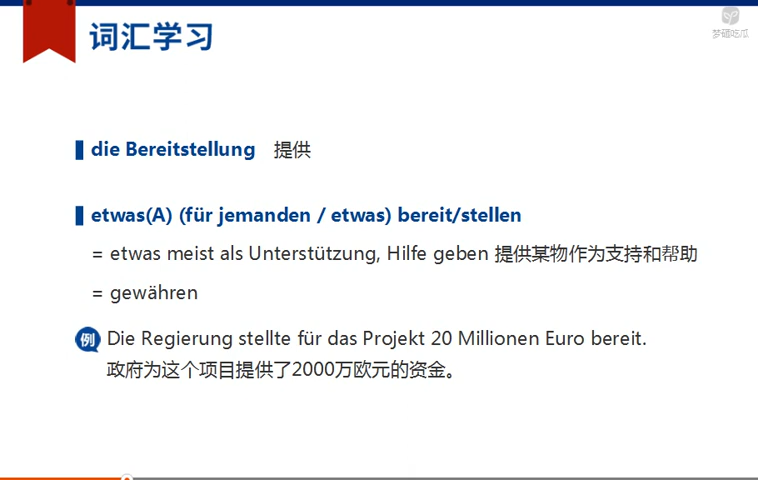 词汇学习
梦硒吃瓜
die Bereitstellung 提供
etwas(A) (für jemanden / etwas) bereit/stellen
= etwas meist als Unterstützung, Hilfe geben 提供某物作为支持和帮助
= gewähren
例 Die Regierung stellte für das Projekt 20 Millionen Euro bereit.
政府为这个项目提供了2000万欧元的资金。